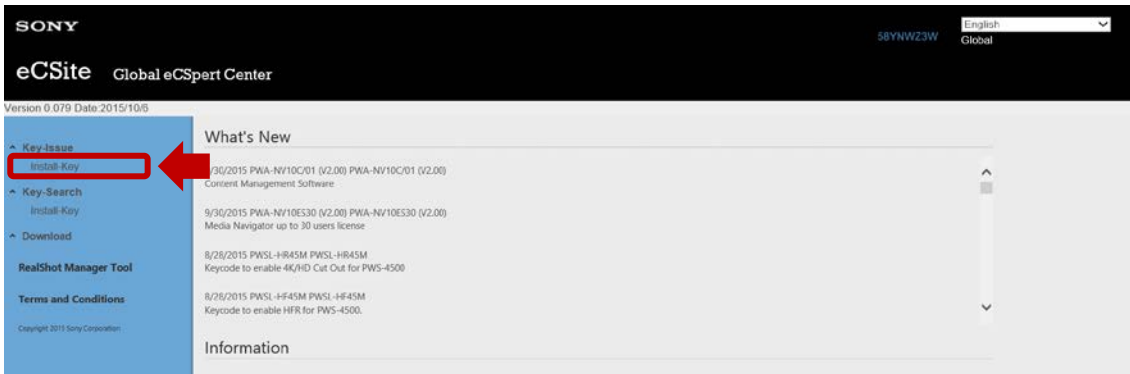 SONY
58YNWZ3W
English
Global
eCSite Global eCSpert Center
Version 0.079 Date:2015/10/6
Key-Issue
Install-Key
Key-Search
Install-Key
Download
RealShot Manager Tool
Terms and Conditions
Copyright 2015 Sony Corporation
What's New
/30/2015 PWA-NV10C/01 (V2.00) PWA-NV10C/01 (V2.00)
Content Management Software
9/30/2015 PWA-NV10ES30 (V2.00) PWA-NV10ES30 (V2.00)
Media Navigator up to 30 users license
8/28/2015 PWSL-HR45M PWSL-HR45M
Keycode to enable 4K/HD Cut Out for PWS-4500
8/28/2015 PWSL-HF45M PWSL-HF45M
Keycode to enable HFR for PWS-4500.
Information